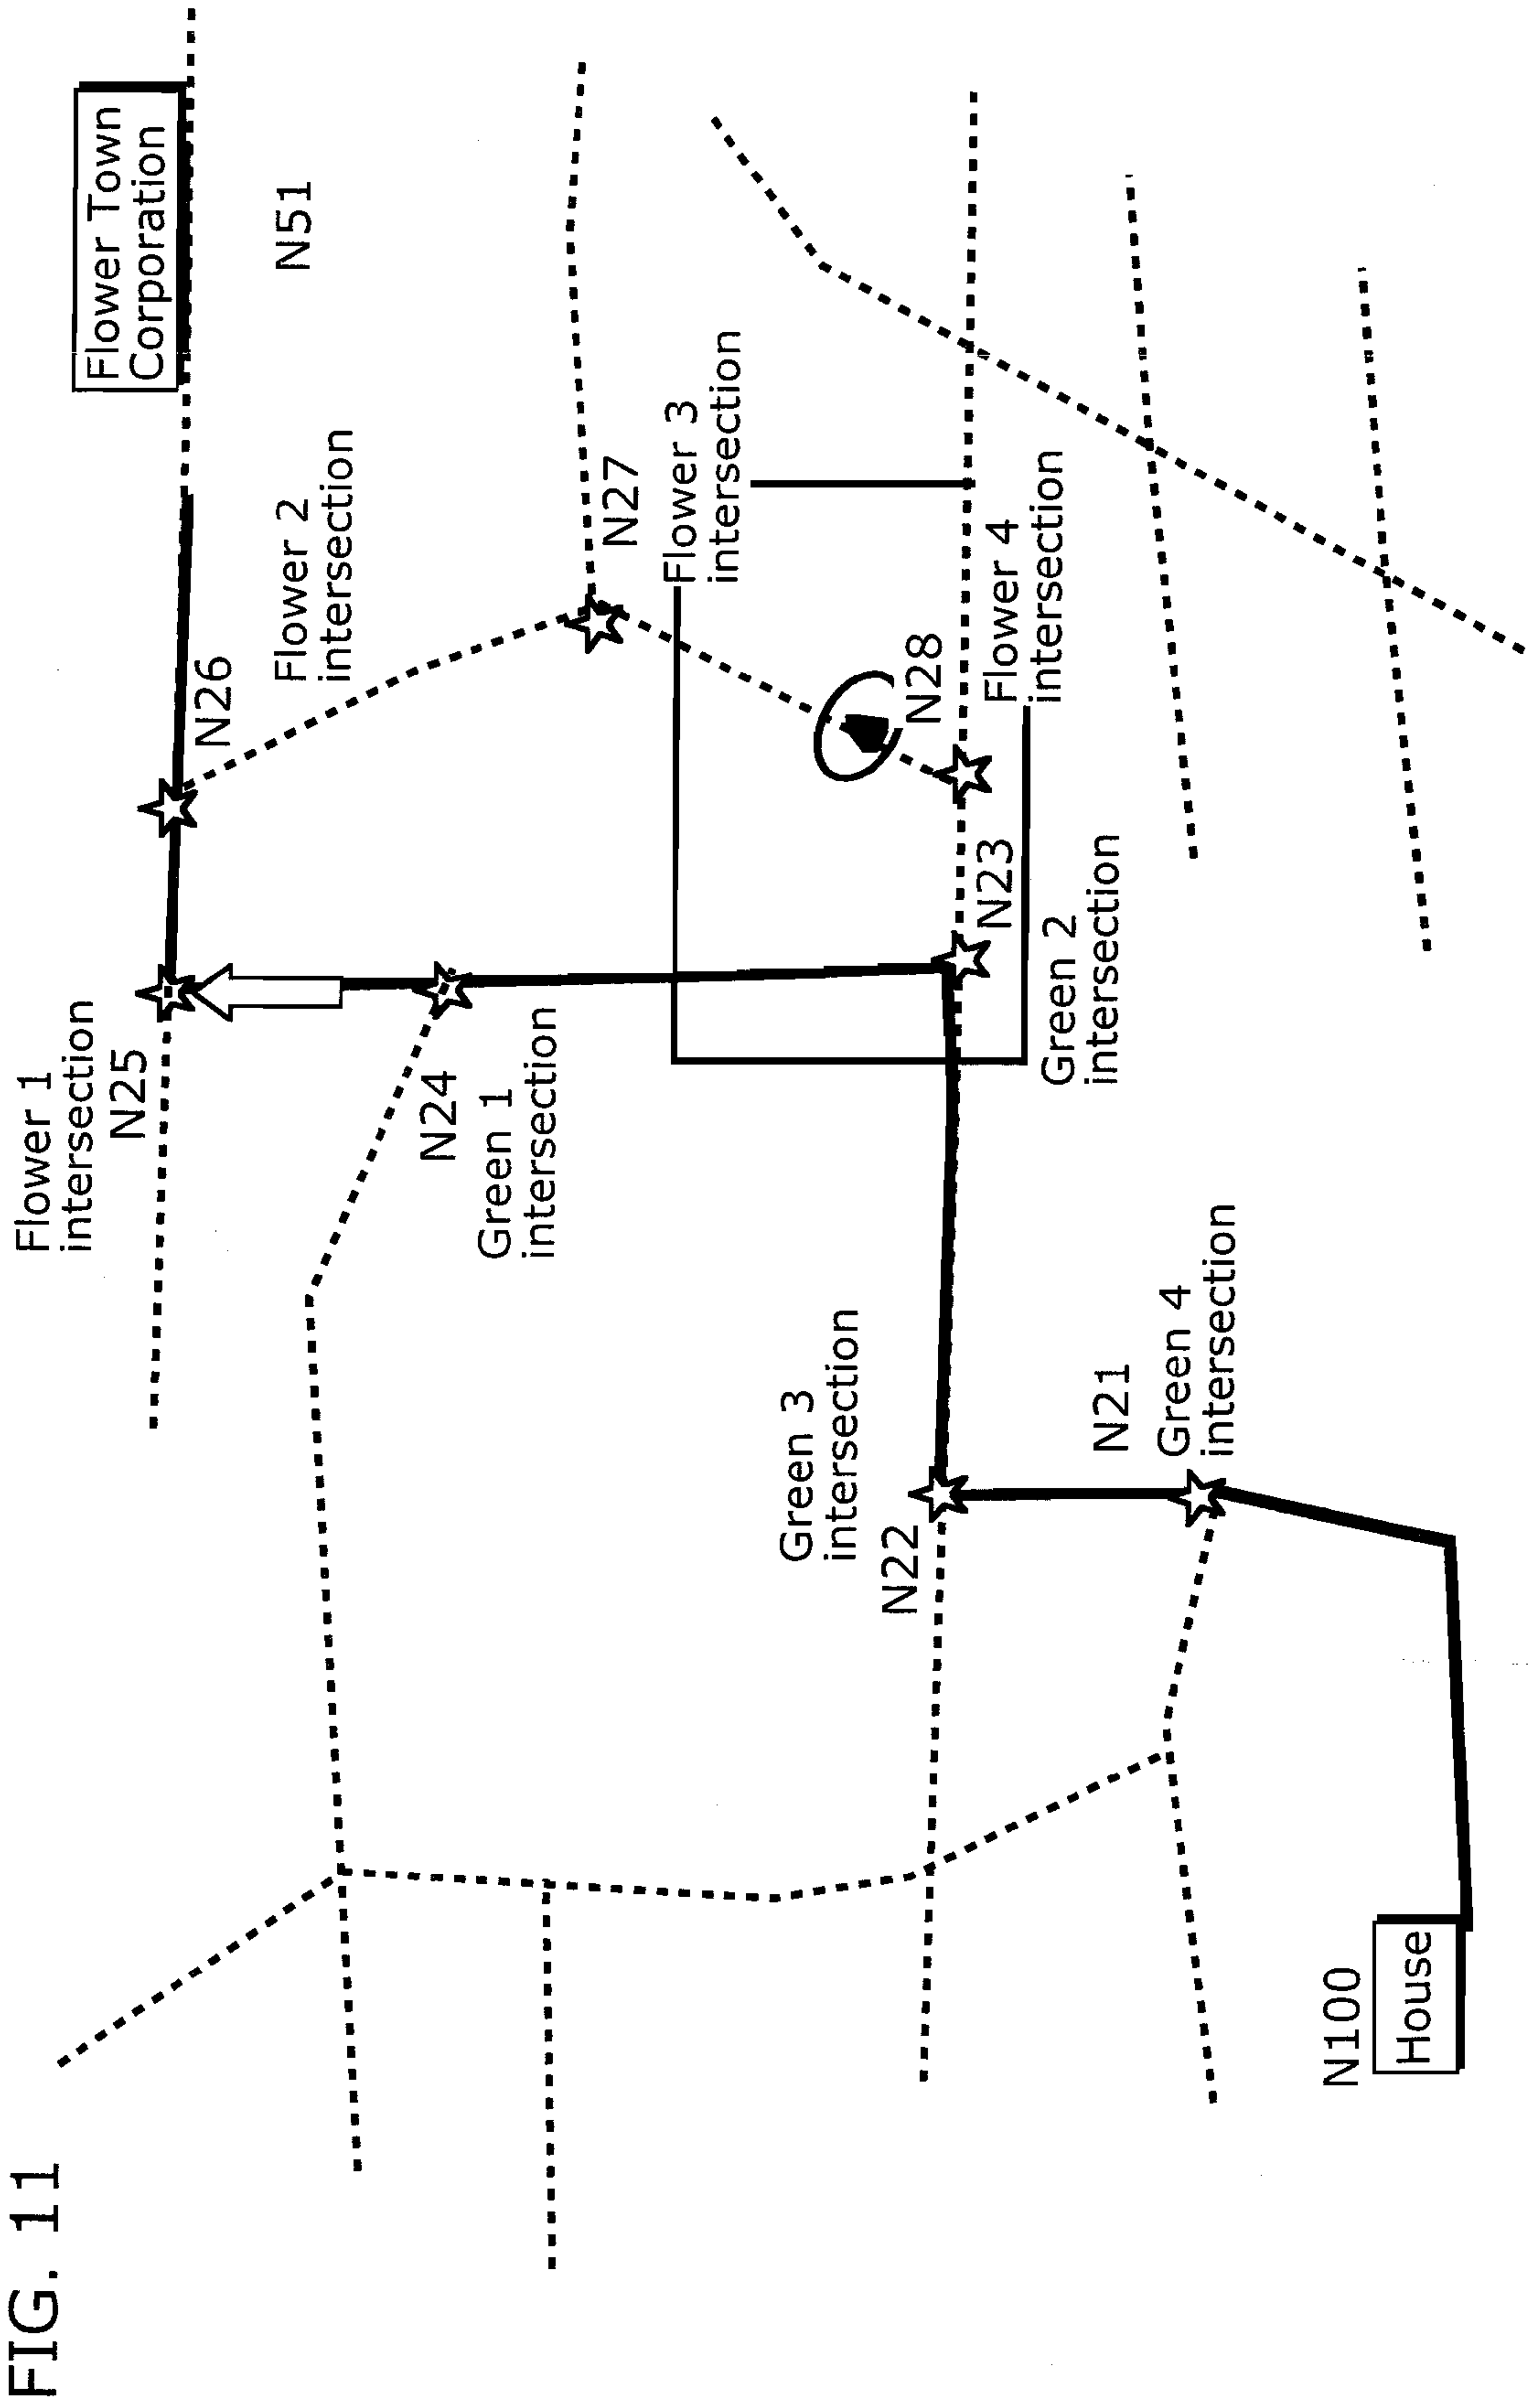 FIG. 11
Flower 1
intersection
N25
Flower Town
Corporation
N26
N51
Flower 2
intersection
N24
Green 1
intersection
N27
Flower 3
intersection
N28
Flower 4
intersection
N23
Green 2
intersection
Green 3
intersection
N22
N21
Green 4
intersection
N100
House